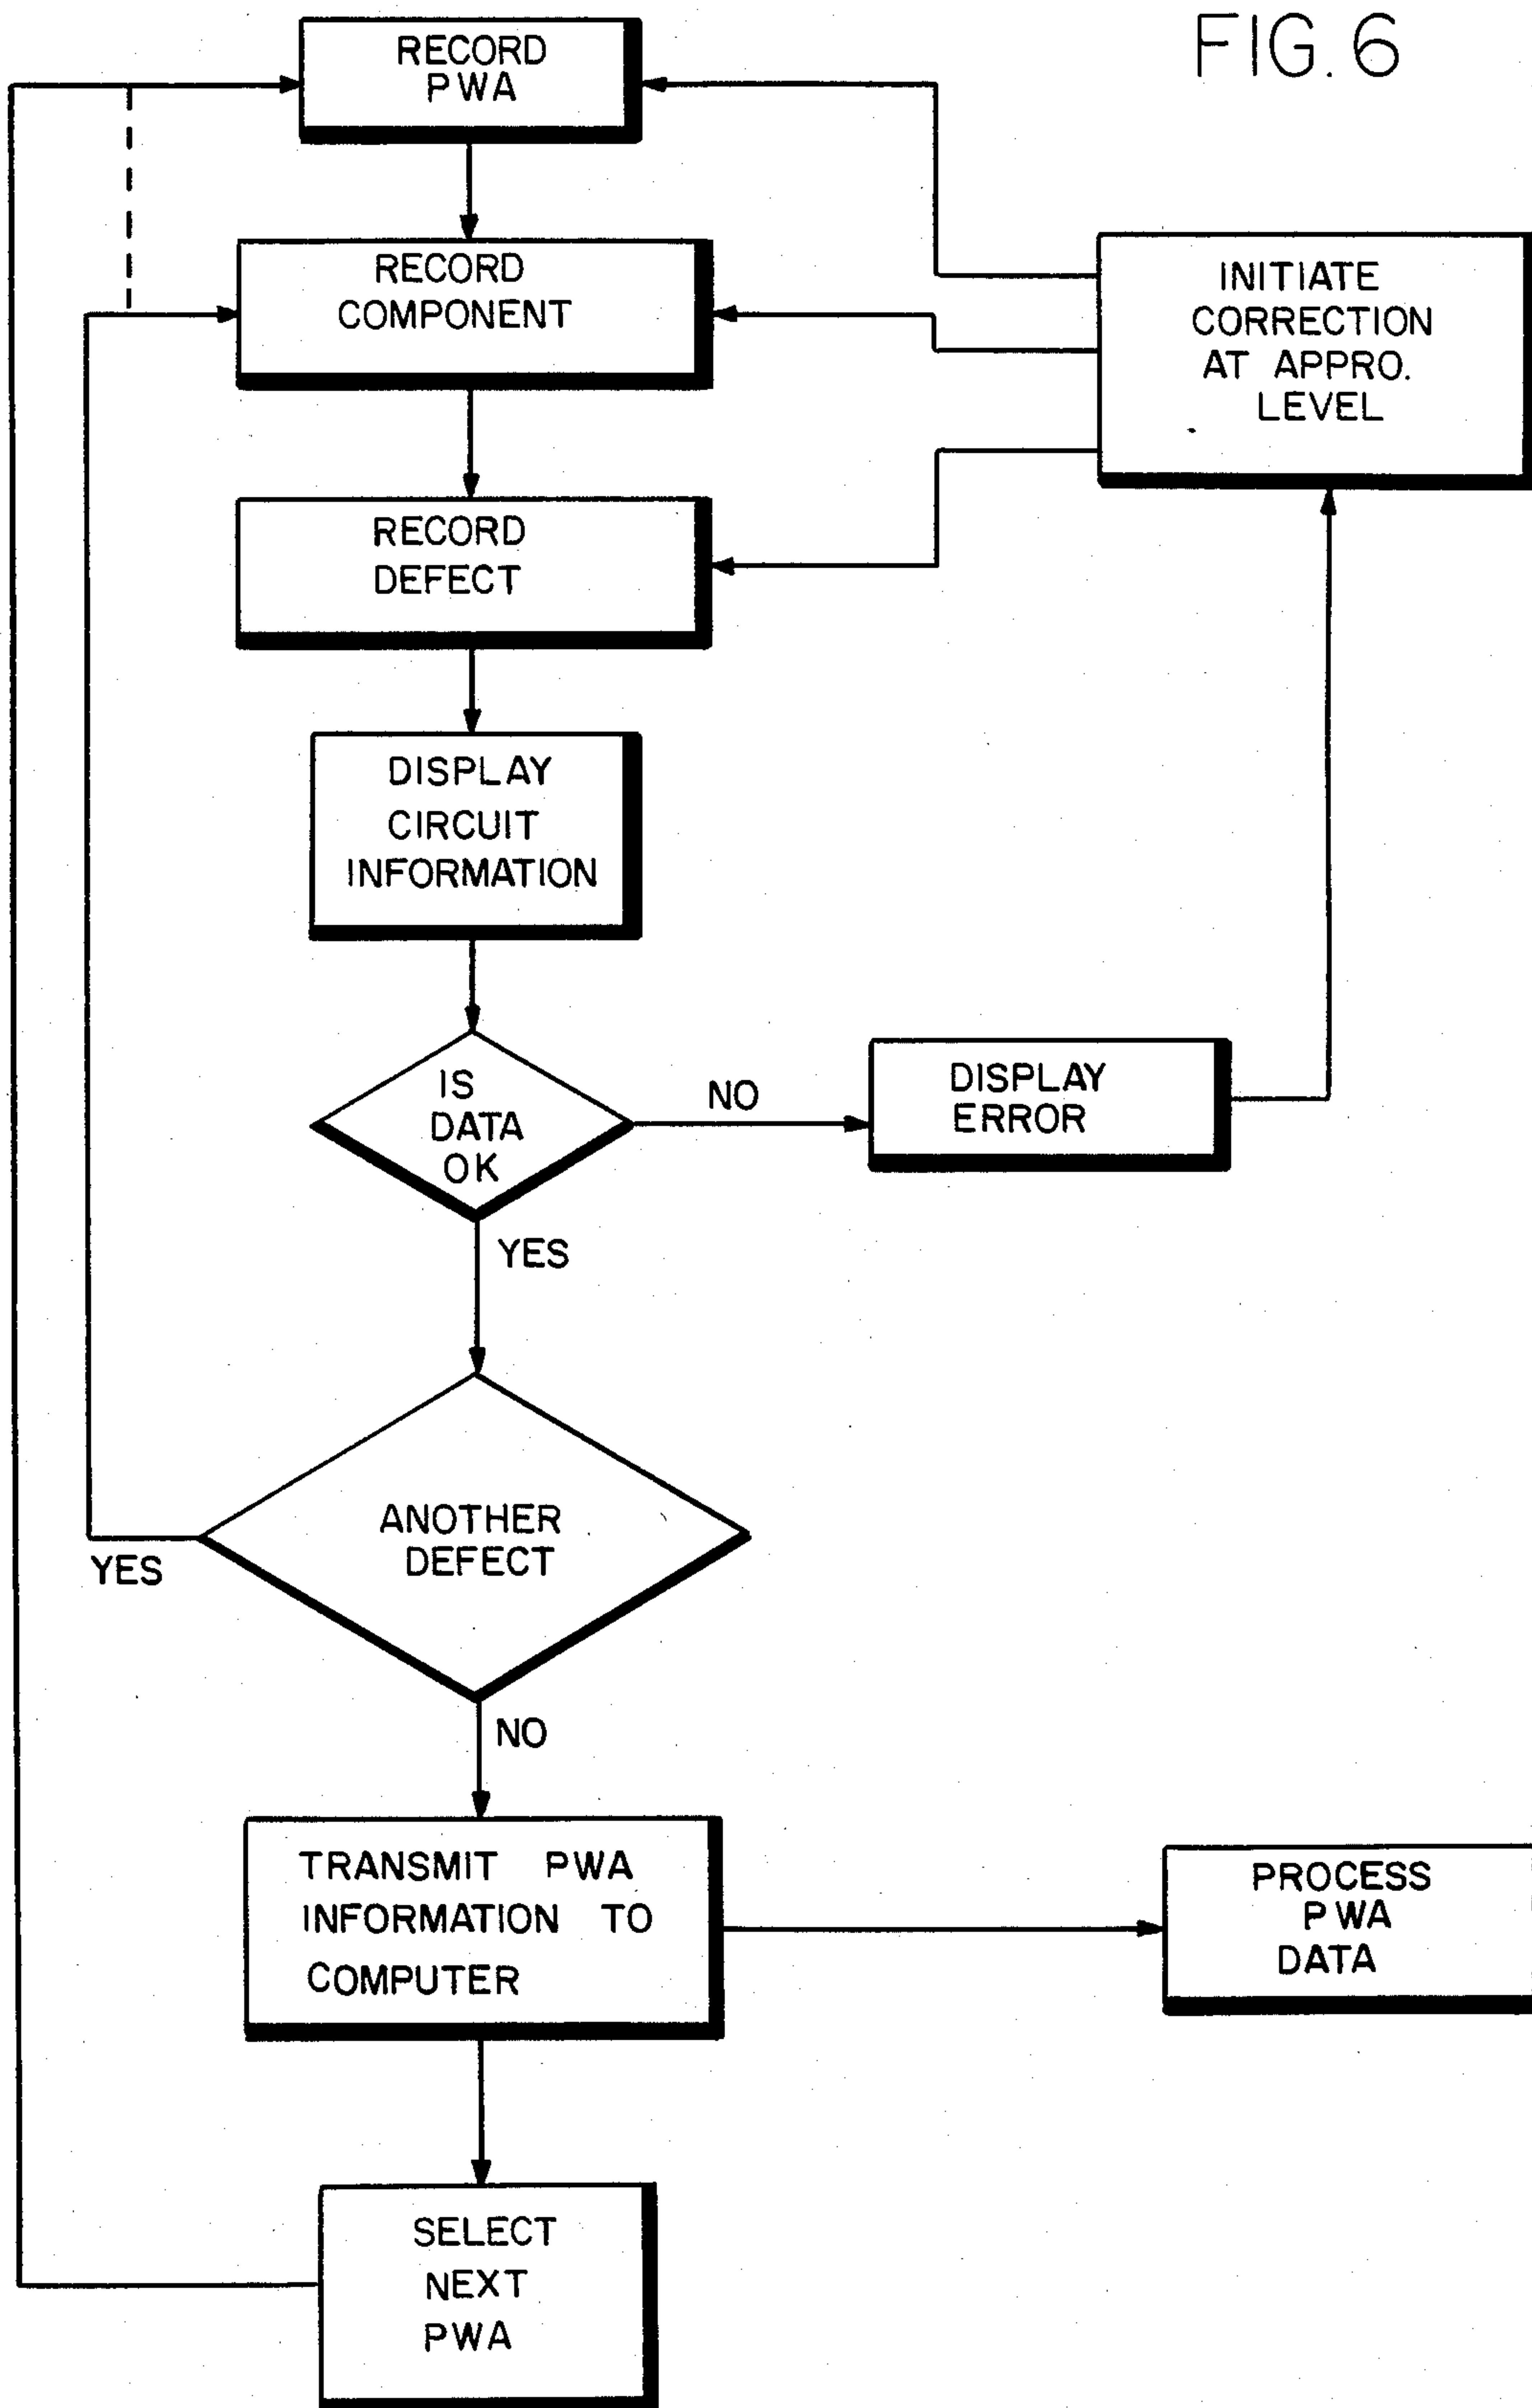 FIG. 6
RECORD
PWA
RECORD
COMPONENT
INITIATE
CORRECTION
AT APPRO.
LEVEL
RECORD
DEFECT
DISPLAY
CIRCUIT
INFORMATION
IS
DATA
OK
NO
DISPLAY
ERROR
YES
ANOTHER
DEFECT
YES
NO
TRANSMIT PWA
INFORMATION TO
COMPUTER
PROCESS
PWA
DATA
SELECT
NEXT
PWA